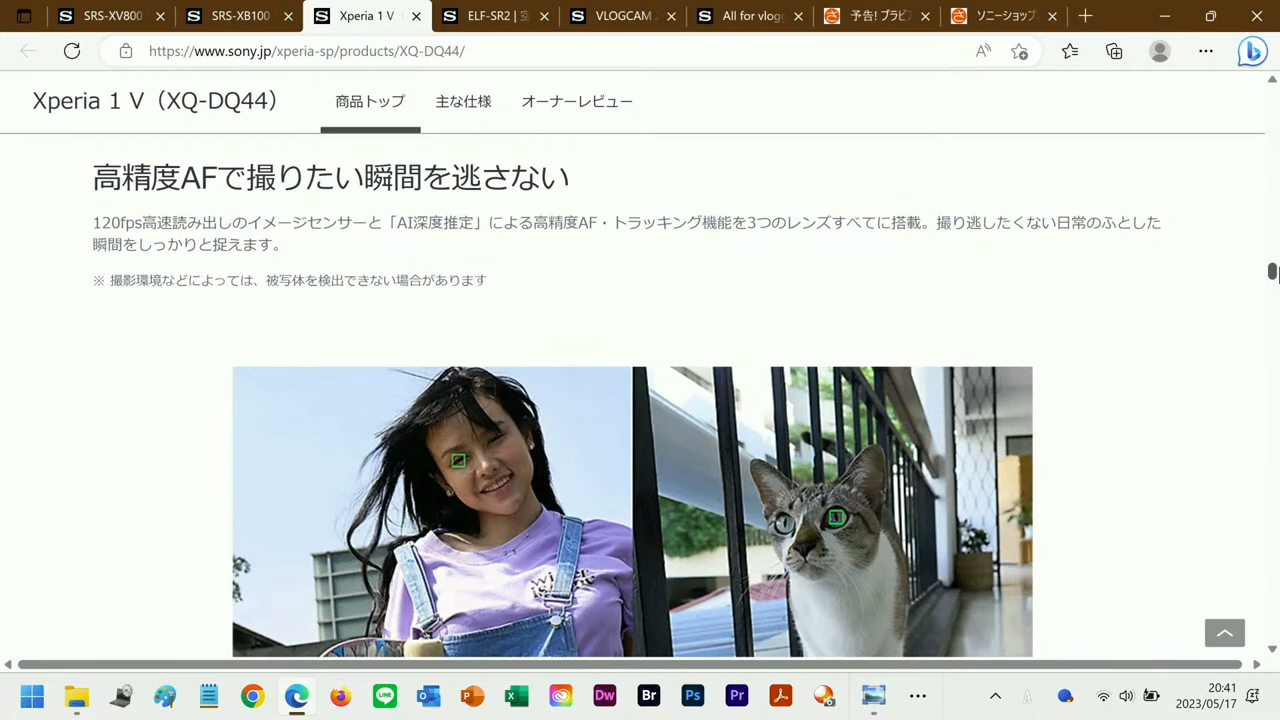 SRS-XV800
SRS-XB100
Xperia 1 V
ELF-SR2 | 空
VLOGCAM
All for vlog
予告! ブラビ
ソニーショップ
https://www.sony.jp/xperia-sp/products/XQ-DQ44/
Xperia 1 V（XQ-DQ44）
商品トップ
主な仕様
オーナーレビュー
高精度AFで撮りたい瞬間を逃さない
120fps高速読み出しのイメージセンサーと「AI深度推定」による高精度AF・トラッキング機能を3つのレンズすべてに搭載。撮り逃したくない日常のふとした
瞬間をしっかりと捉えます。
※ 撮影環境などによっては、被写体を検出できない場合があります
20:41
2023/05/17